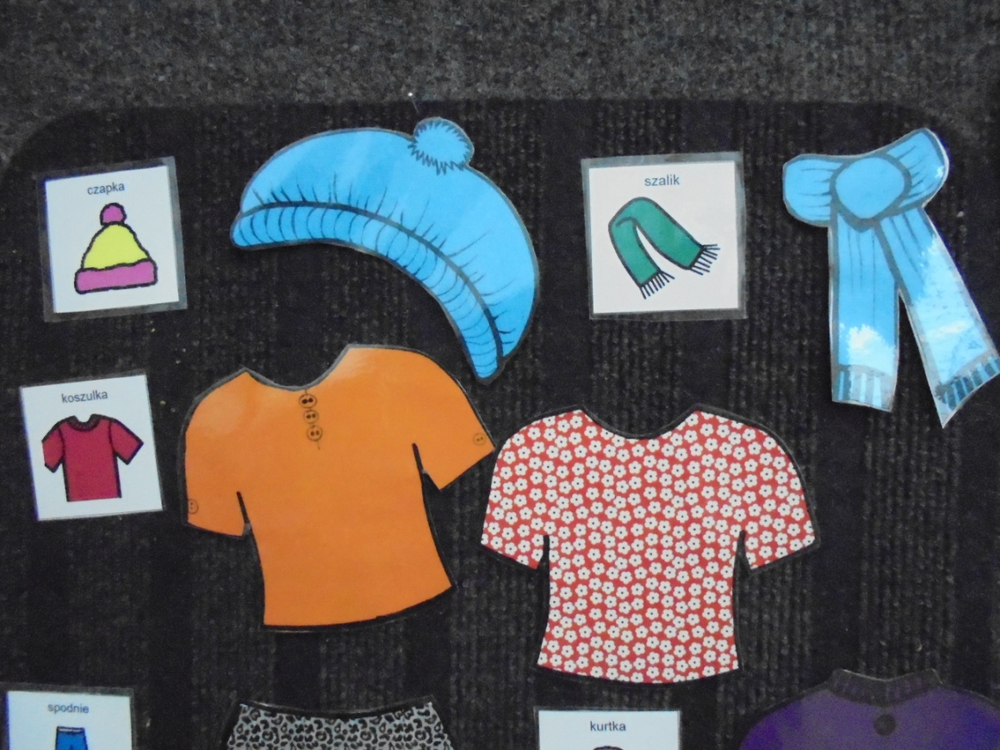 czapka
szalik
koszulka
spodnie
kurtka